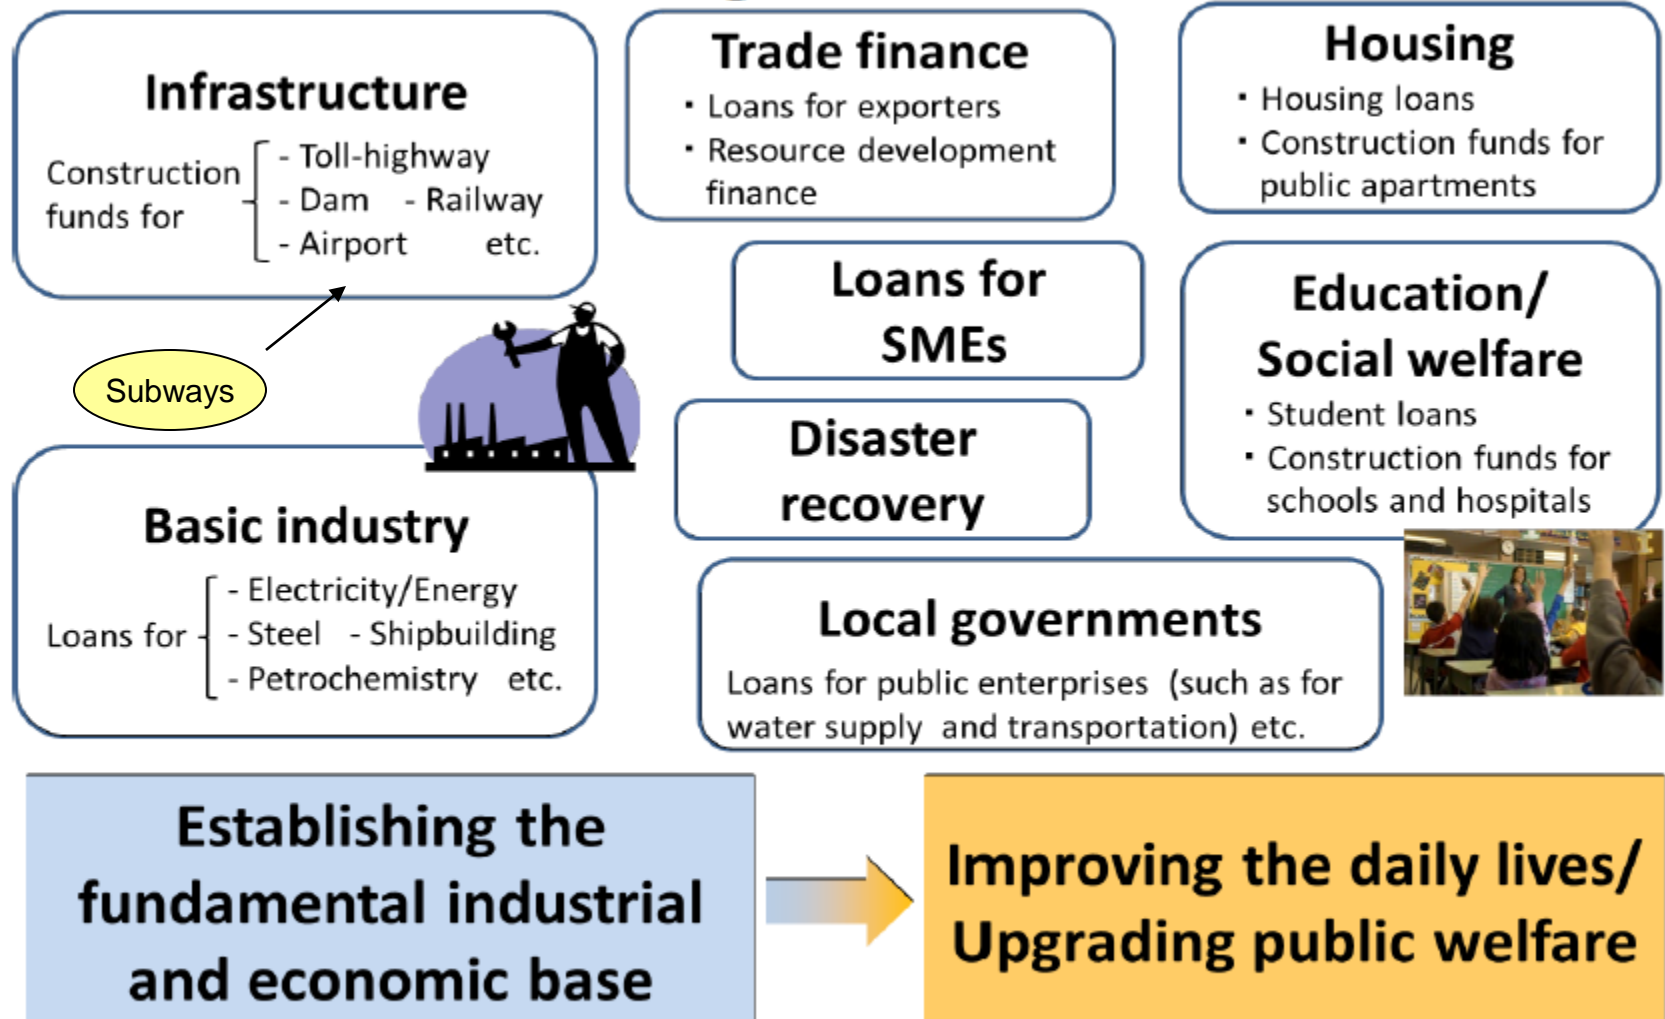 Infrastructure
Construction
funds for
- Toll-highway
- Dam - Railway
- Airport etc.
Subways
Basic industry
Loans for
- Electricity/Energy
- Steel - Shipbuilding
- Petrochemistry etc.
Trade finance
・Loans for exporters
・Resource development
finance
Loans for
SMEs
Disaster
recovery
Local governments
Loans for public enterprises (such as for
water supply and transportation) etc.
Housing
・Housing loans
・Construction funds for
public apartments
Education/
Social welfare
・Student loans
・Construction funds for
schools and hospitals
Establishing the
fundamental industrial
and economic base
Improving the daily lives/
Upgrading public welfare